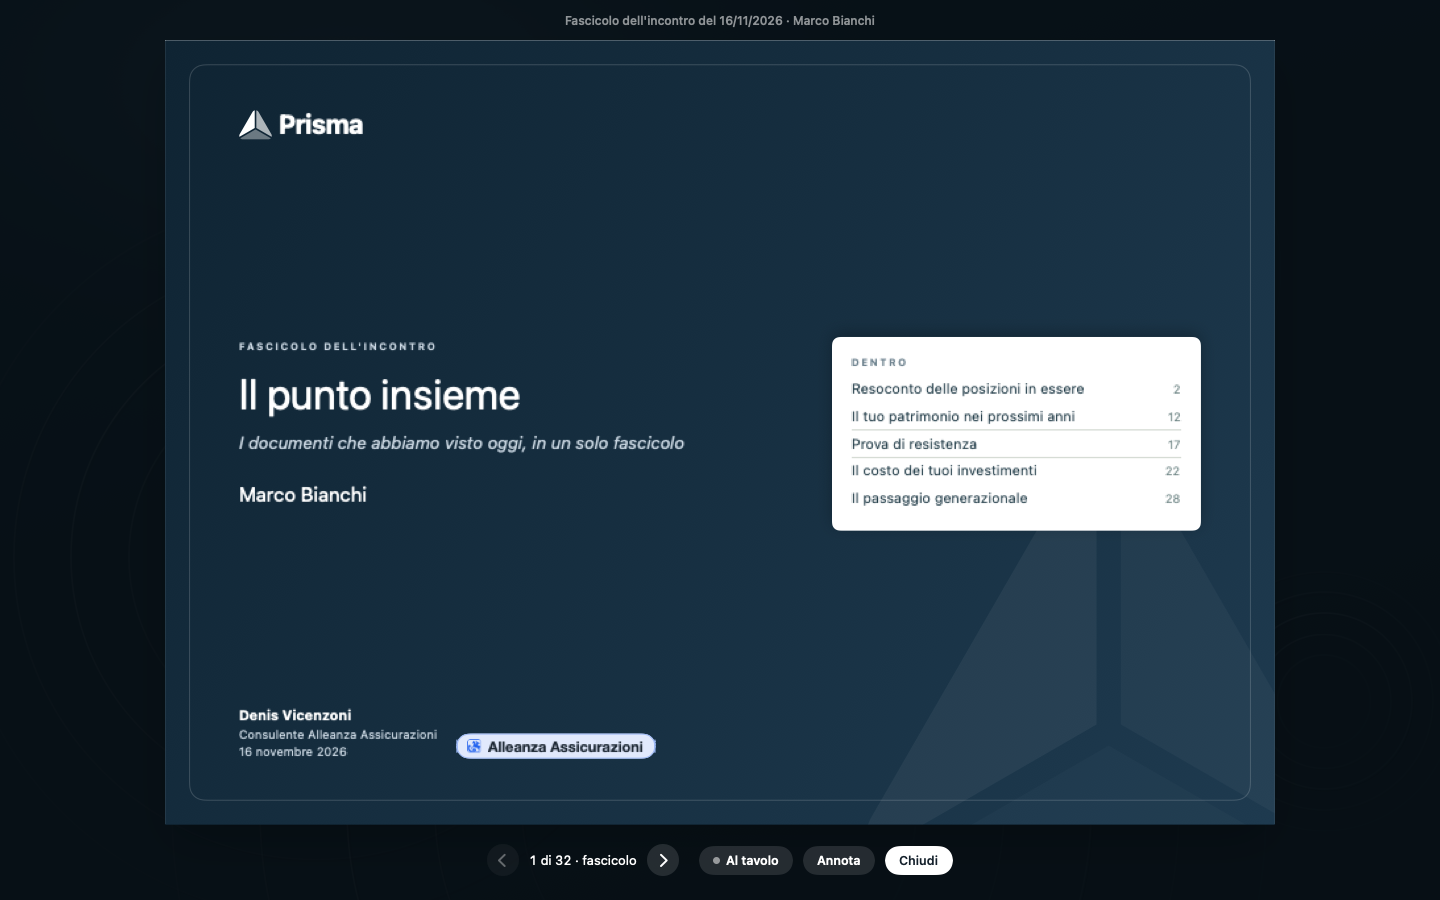 Fascicolo dell'incontro del 16/11/2026 · Marco Bianchi
Prisma
FASCICOLO DELL'INCONTRO
Il punto insieme
I documenti che abbiamo visto oggi, in un solo fascicolo
Marco Bianchi
DENTRO
Resoconto delle posizioni in essere 2
Il tuo patrimonio nei prossimi anni 12
Prova di resistenza 17
Il costo dei tuoi investimenti 22
Il passaggio generazionale 28
Denis Vicenzoni
Consulente Alleanza Assicurazioni
16 novembre 2026
Alleanza Assicurazioni
1 di 32 · fascicolo
Al tavolo
Annota
Chiudi